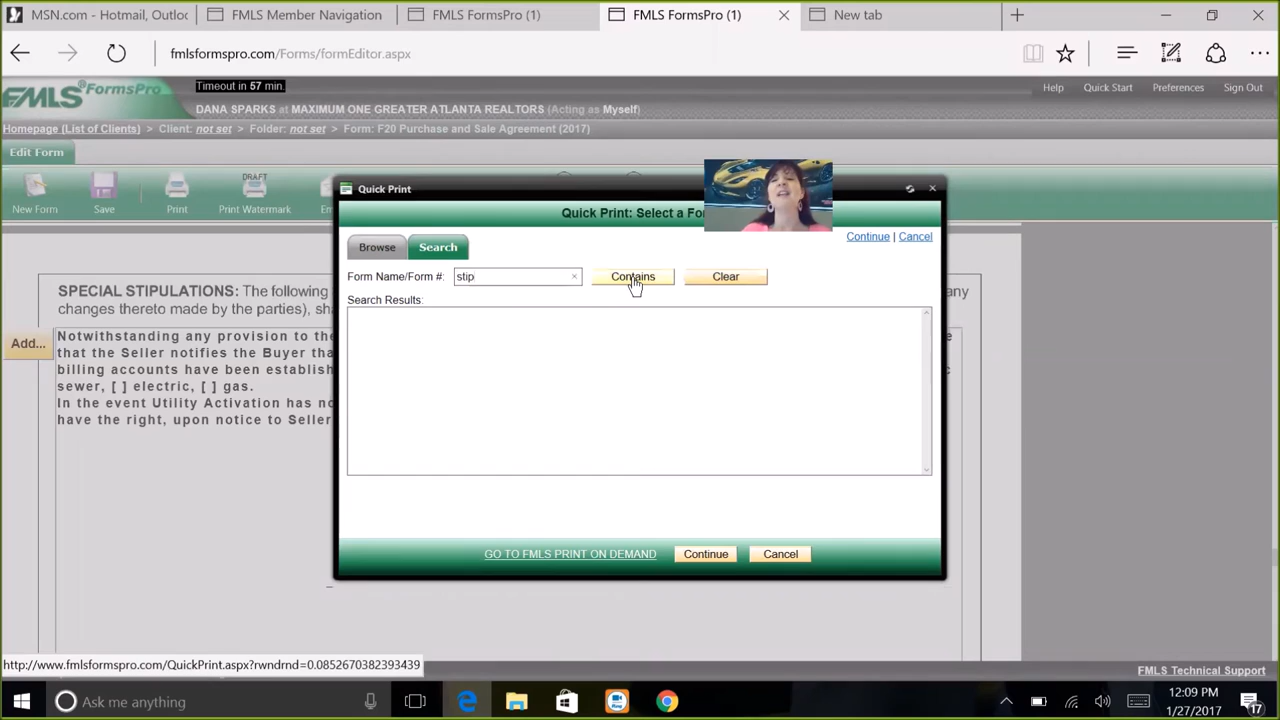 MSN.com - Hotmail, Outloo
FMLS Member Navigation
FMLS FormsPro (1)
FMLS FormsPro (1)
New tab
fmlsformspro.com/Forms/formEditor.aspx
FMLS FormsPro
Timeout in 57 min.
DANA SPARKS at MAXIMUM ONE GREATER ATLANTA REALTORS (Acting as Myself)
Help
Quick Start
Preferences
Sign Out
Homepage (List of Clients) > Client: not set > Folder: not set > Form: F20 Purchase and Sale Agreement (2017)
Edit Form
DRAFT
New Form
Save
Print
Print Watermark
Quick Print
Quick Print: Select a
Continue | Cancel
Browse
Search
Form Name/Form #:
stip
Contains
Clear
Search Results:
SPECIAL STIPULATIONS: The following
any
changes thereto made by the parties),
Add...
Notwithstanding any provision to the
that the Seller notifies the Buyer
billing accounts have been
sewer, [ ] electric, [ ] gas.
In the event Utility Activation has
have the right, upon notice to Seller
GO TO FMLS PRINT ON DEMAND
Continue
Cancel
http://www.fmlsformspro.com/QuickPrint.aspx?rwndrnd=0.0852670382393439
FMLS Technical Support
Ask me anything
12:09 PM
1/27/2017
17